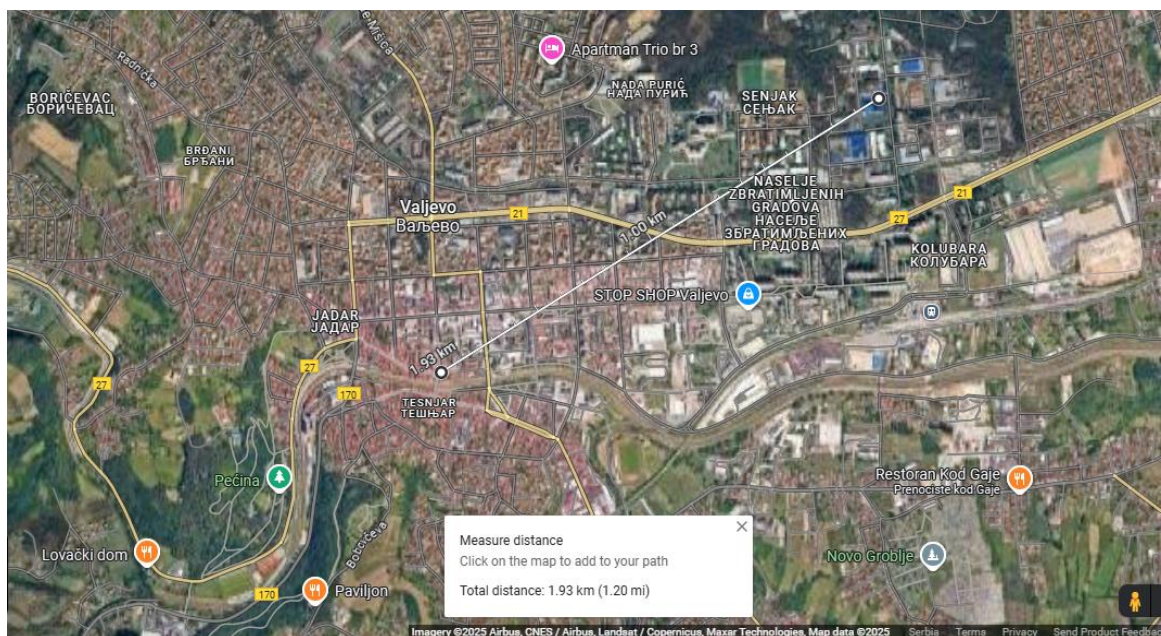 Radnička
BORIČEVAC
БОРИЧЕВАЦ
Apartman Trio br 3
NADA PURIĆ
НАДА ПУРИЋ
SENJAK
СЕЊАК
BRĐANI
БРЂАНИ
Valjevo
Ваљево
21
NASELJE
ZBRATIMLJENIH
GRADOVA
НАСЕЉЕ
ЗБРАТИМЉЕНИХ
ГРАДОВА
21
27
1.00 km
KOLUBARA
КОЛУБАРА
STOP SHOP Valjevo
JADAR
ЈАДАР
27
1.93 km
27
170
TESNJAR
ТЕШЊАР
Pećina
Restoran Kod Gaje
Prenociste kod Gaje
Lovački dom
Measure distance
Click on the map to add to your path
Total distance: 1.93 km (1.20 mi)
Novo Groblje
170
Paviljon
Imagery ©2025 Airbus, CNES / Airbus, Landsat / Copernicus, Maxar Technologies, Map data ©2025 Serbia Terms Privacy Send Product Feedback